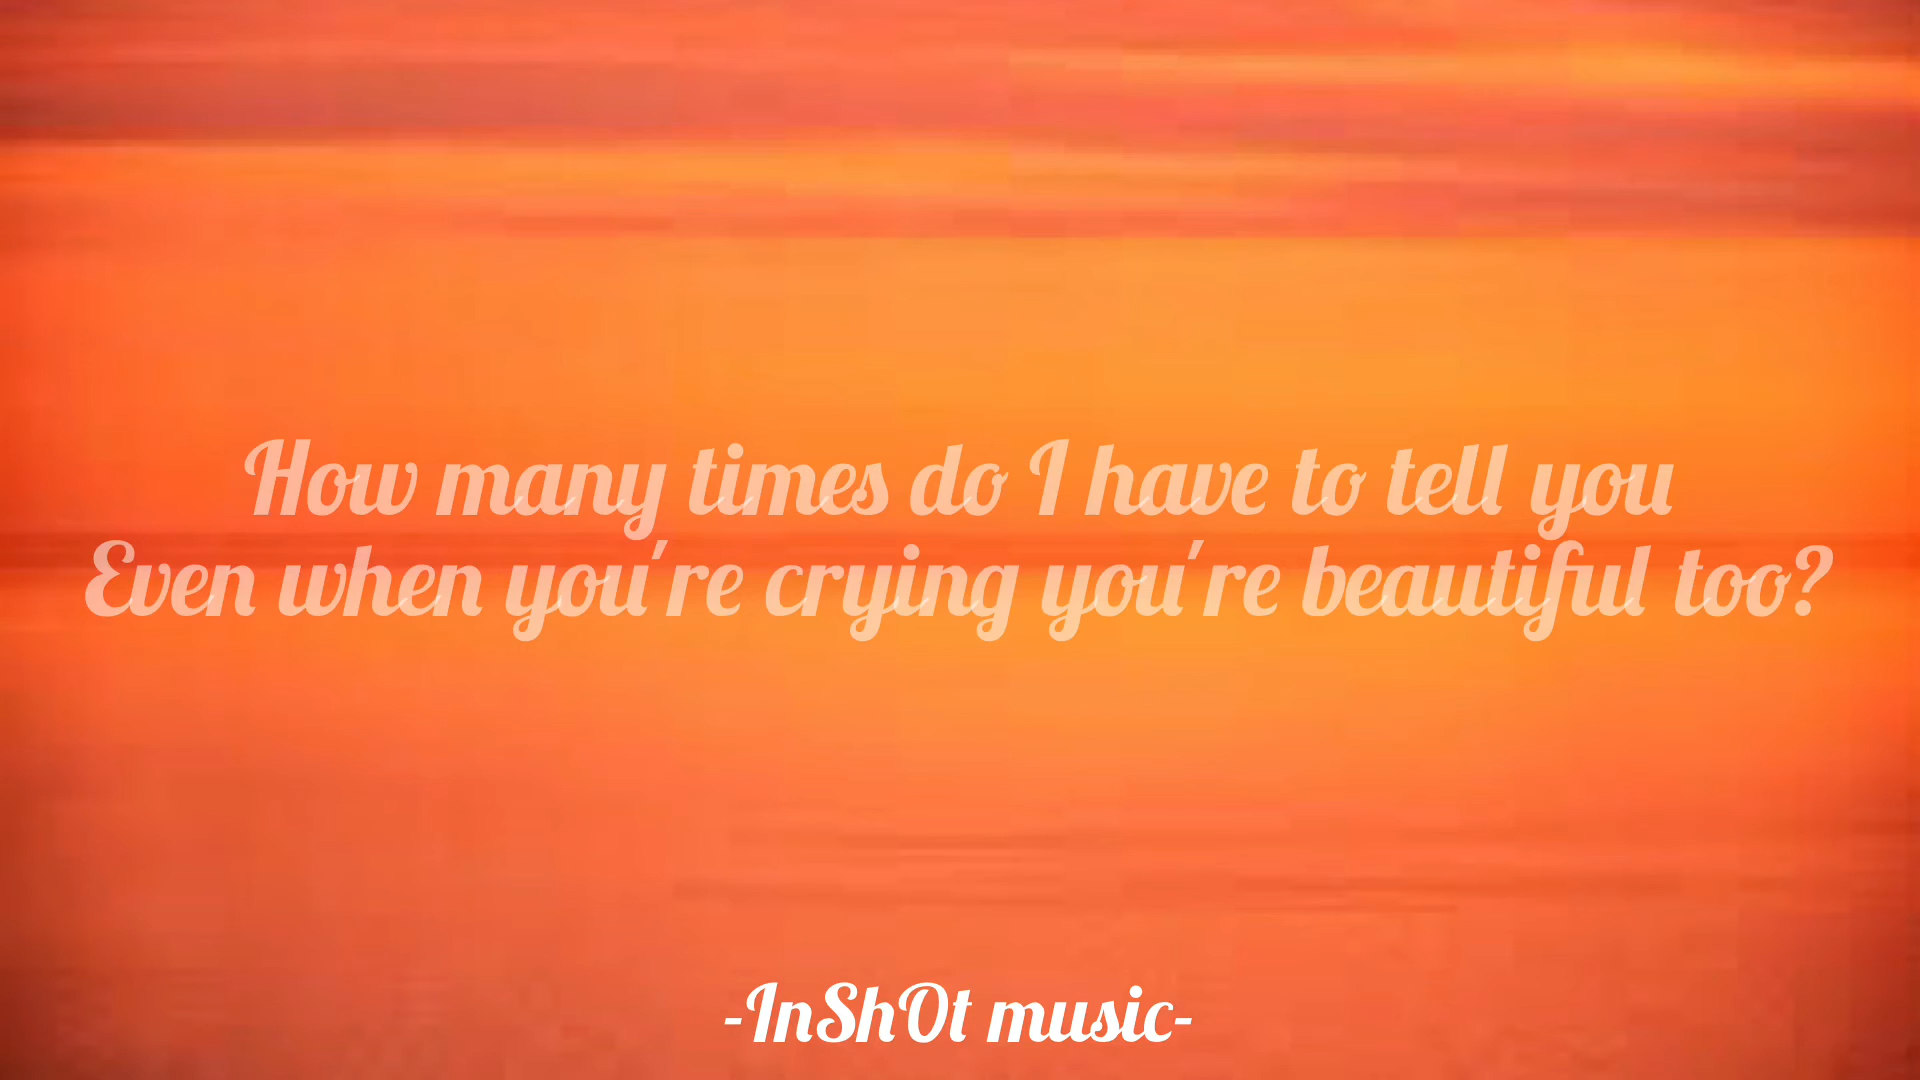 How many times do I have to tell you
Even when you're crying you're beautiful too?
-InShOt music-